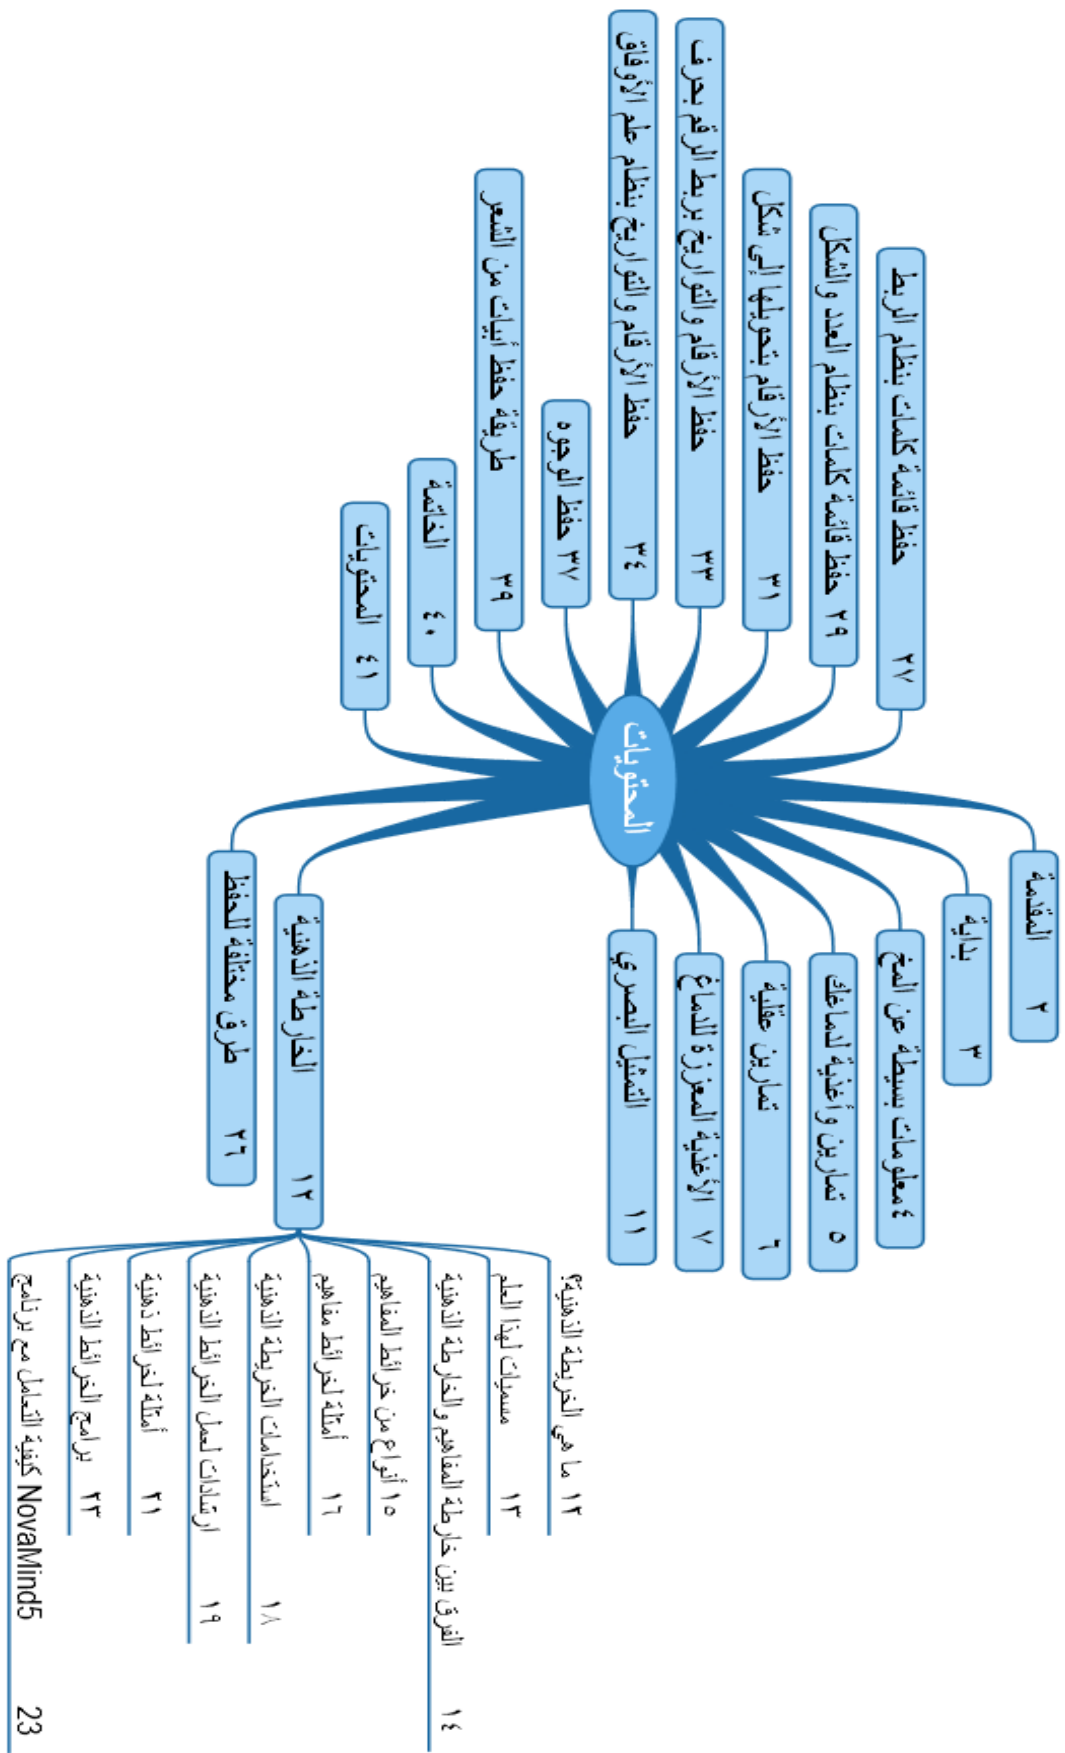 المحتويات
المقدمة ٢
بداية ٣
معلومات بسيطة عن المخ ٤
تمارين وأغذية لدماغك ٥
تمارين عقلية ٦
الأغذية المعززة للدماغ ٧
التمثيل البصري ١١
الخارطة الذهنية ١٢
ما هي الخريطة الذهنية؟ ١٢
مسميات لهذا العلم ١٣
الفرق بين خارطة المفاهيم والخارطة الذهنية ١٤
أنواع من خرائط المفاهيم ١٥
أمثلة لخرائط مفاهيم ١٦
استخدامات الخريطة الذهنية ١٨
ارشادات لعمل الخرائط الذهنية ١٩
أمثلة لخرائط ذهنية ٢١
برامج الخرائط الذهنية ٢٣
كيفية التعامل مع برنامج NovaMind5 23
طرق مختلفة للحفظ ٢٦
حفظ قائمة كلمات بنظام الربط ٢٧
حفظ قائمة كلمات بنظام العدد والشكل ٢٩
حفظ الأرقام بتحويلها إلى شكل ٣١
حفظ الأرقام والتواريخ بربط الرقم بحرف ٣٣
حفظ الأرقام والتواريخ بنظام علم الأوفاق ٣٤
حفظ الوجوه ٣٧
طريقة حفظ أبيات من الشعر ٣٩
الخاتمة ٤٠
المحتويات ٤١